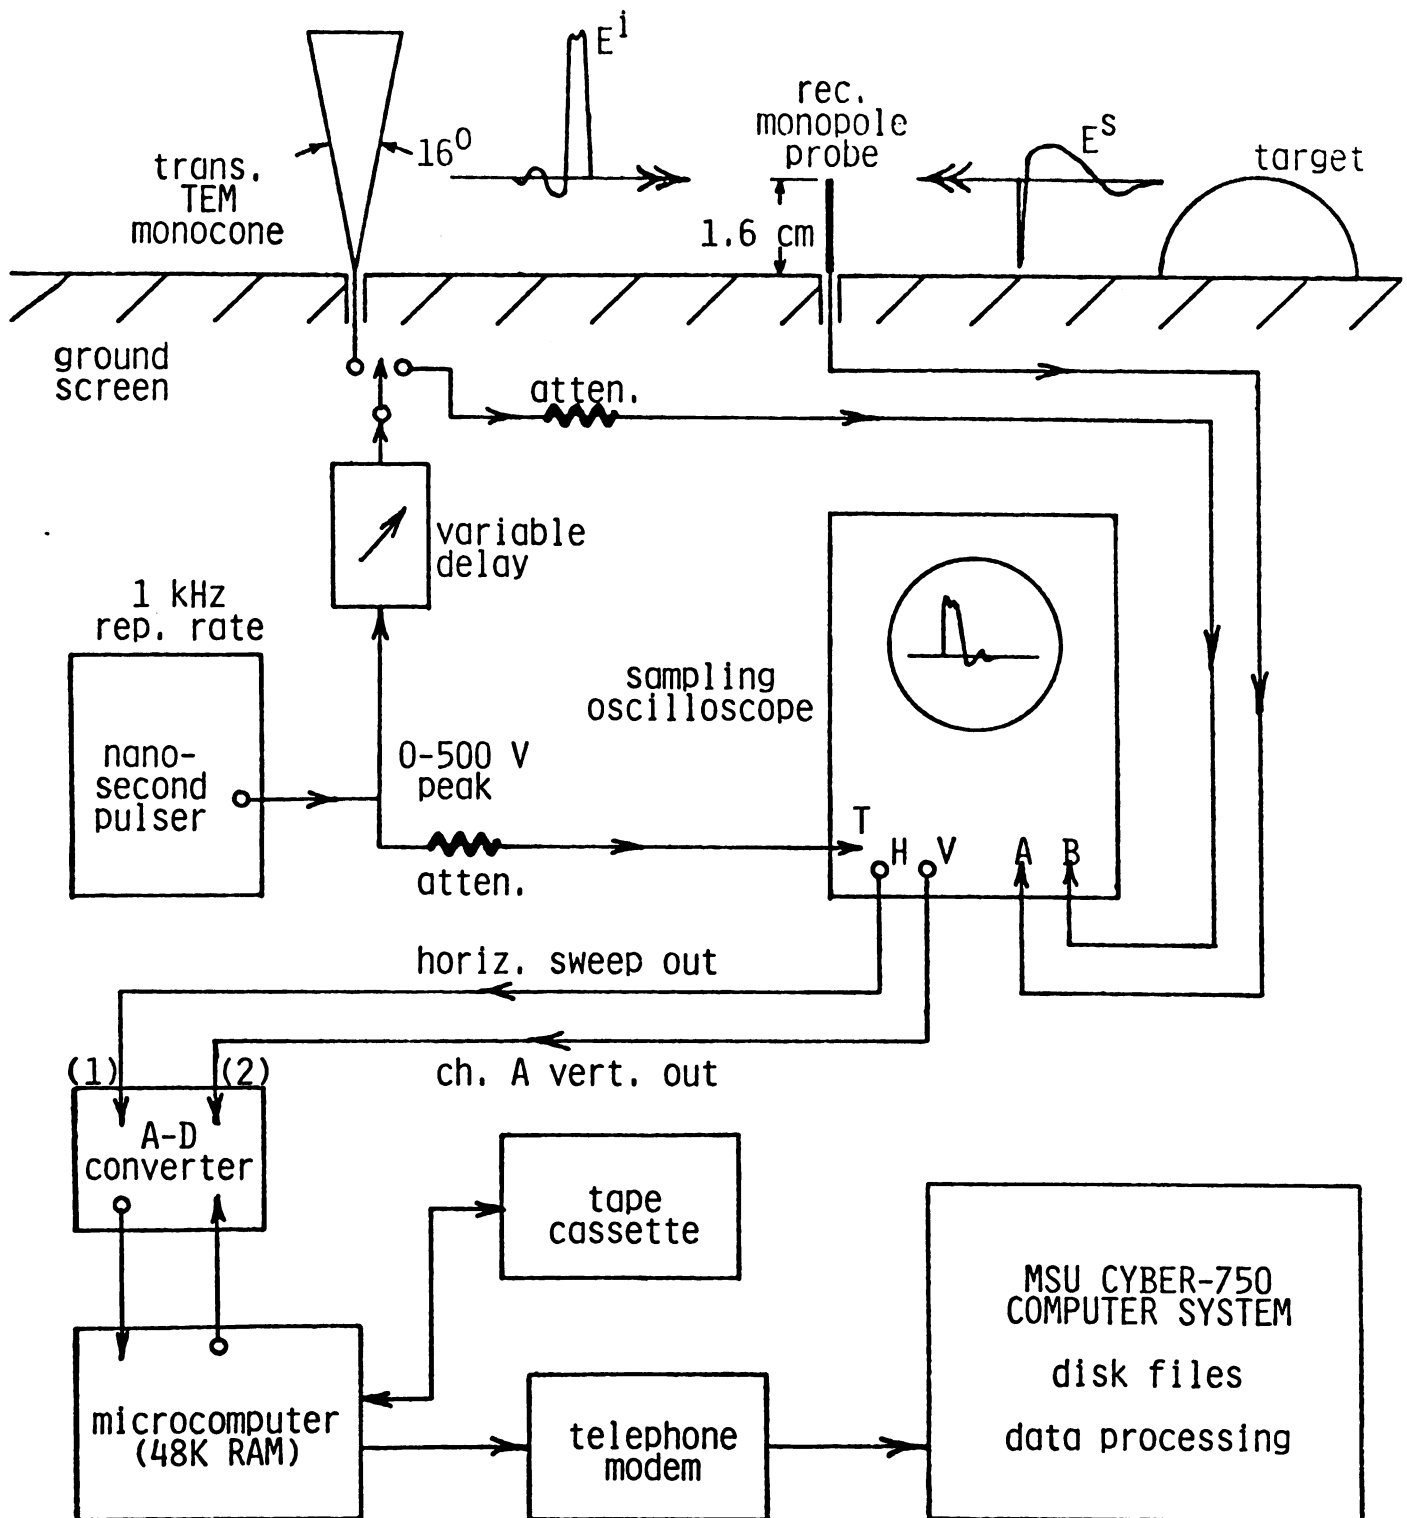 E^i
rec.
monopole
probe
E^s
target
16^0
trans.
TEM
monocone
1.6 cm
ground
screen
atten.
variable
delay
1 kHz
rep. rate
sampling
oscilloscope
nano-
second
pulser
0-500 V
peak
T
H V A B
atten.
horiz. sweep out
(1) (2)
ch. A vert. out
A-D
converter
tape
cassette
MSU CYBER-750
COMPUTER SYSTEM
disk files
data processing
microcomputer
(48K RAM)
telephone
modem